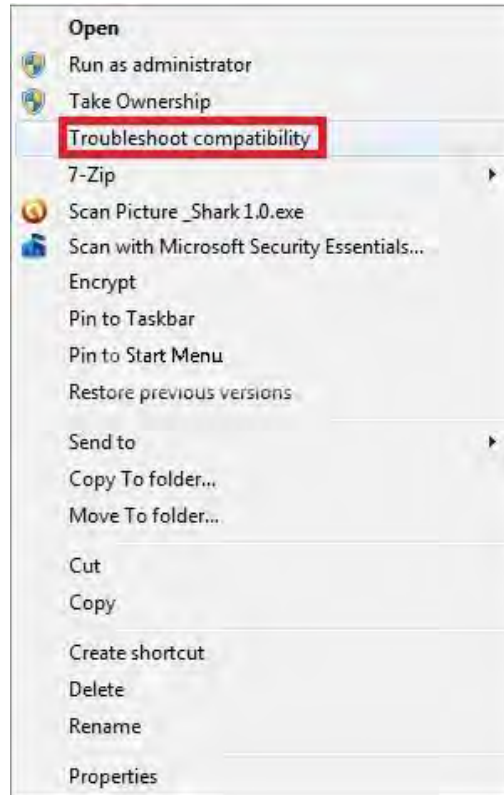 Open
Run as administrator
Take Ownership
Troubleshoot compatibility
7-Zip
Scan Picture _Shark 1.0.exe
Scan with Microsoft Security Essentials...
Encrypt
Pin to Taskbar
Pin to Start Menu
Restore previous versions
Send to
Copy To folder...
Move To folder...
Cut
Copy
Create shortcut
Delete
Rename
Properties